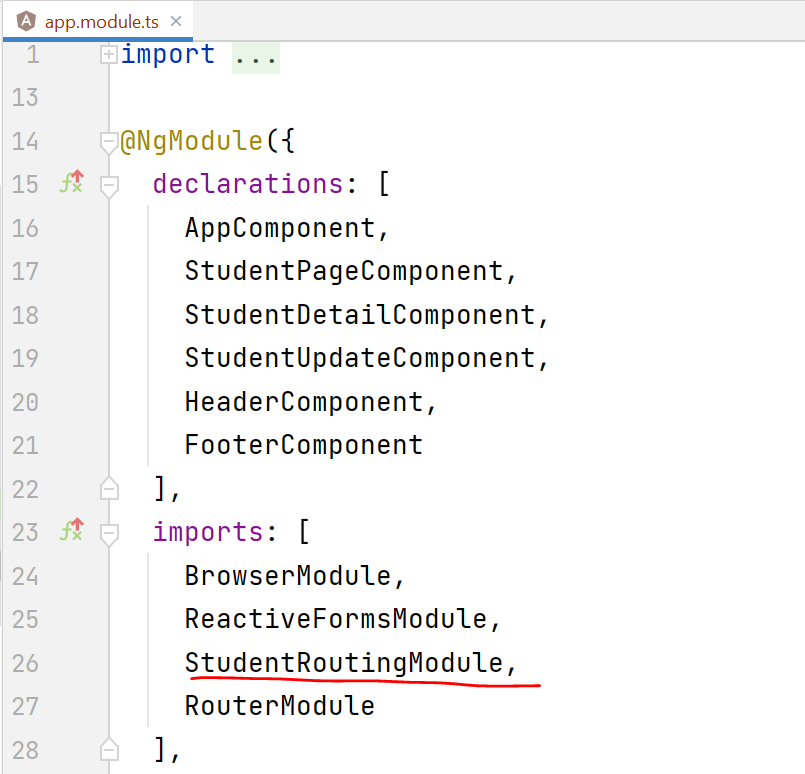 app.module.ts ×
1 import ...
13
14 @NgModule({
15 declarations: [
16 AppComponent,
17 StudentPageComponent,
18 StudentDetailComponent,
19 StudentUpdateComponent,
20 HeaderComponent,
21 FooterComponent
22 ],
23 imports: [
24 BrowserModule,
25 ReactiveFormsModule,
26 StudentRoutingModule,
27 RouterModule
28 ],